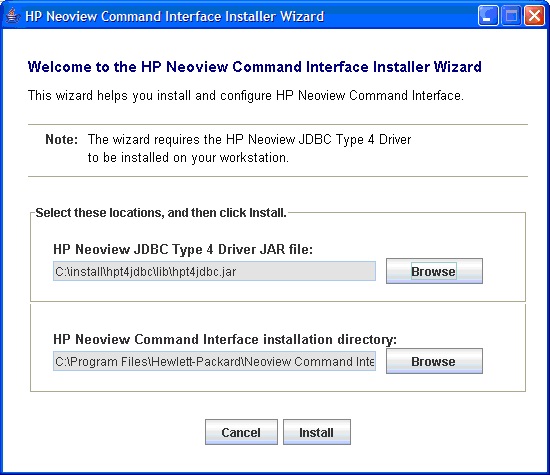 HP Neoview Command Interface Installer Wizard
Welcome to the HP Neoview Command Interface Installer Wizard
This wizard helps you install and configure HP Neoview Command Interface.
Note: The wizard requires the HP Neoview JDBC Type 4 Driver
to be installed on your workstation.
Select these locations, and then click Install.
HP Neoview JDBC Type 4 Driver JAR file:
C:\install\hpt4jdbc\lib\hpt4jdbc.jar Browse
HP Neoview Command Interface installation directory:
C:\Program Files\Hewlett-Packard\Neoview Command Inte Browse
Cancel Install